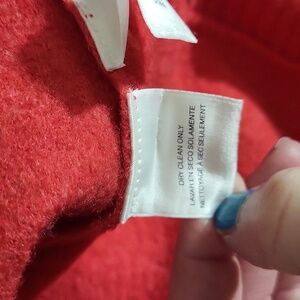 DRY CLEAN ONLY
LAVAR EN SECO SOLAMENTE
NETTOYAGE À SEC SEULEMENT